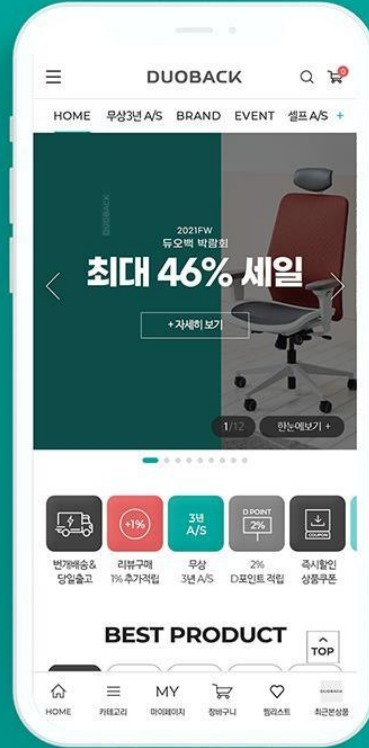 DUOBACK
0
HOME 무상3년 A/S BRAND EVENT 셀프 A/S +
DUOBACK
2021FW
듀오백 박람회
최대 46% 세일
+ 자세히 보기
1/12 한눈에보기 +
+1%
3년
A/S
D POINT
2%
COUPON
번개배송&
당일출고
리뷰구매
1% 추가적립
무상
3년 A/S
2%
D포인트 적립
즉시할인
상품쿠폰
BEST PRODUCT
TOP
MY
DUOBACK
HOME 카테고리 마이페이지 장바구니 찜리스트 최근본상품